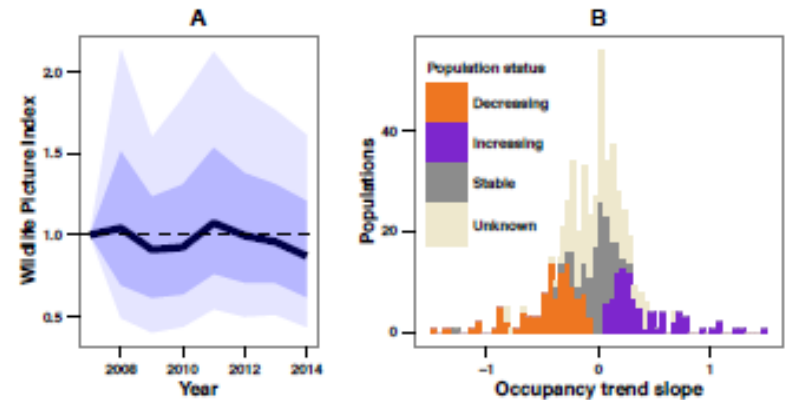 A
Wildlife Picture Index
2.0
1.5
1.0
0.5
2008 2010 2012 2014
Year
B
Populations
40
20
0
Population status
Decreasing
Increasing
Stable
Unknown
−1 0 1
Occupancy trend slope